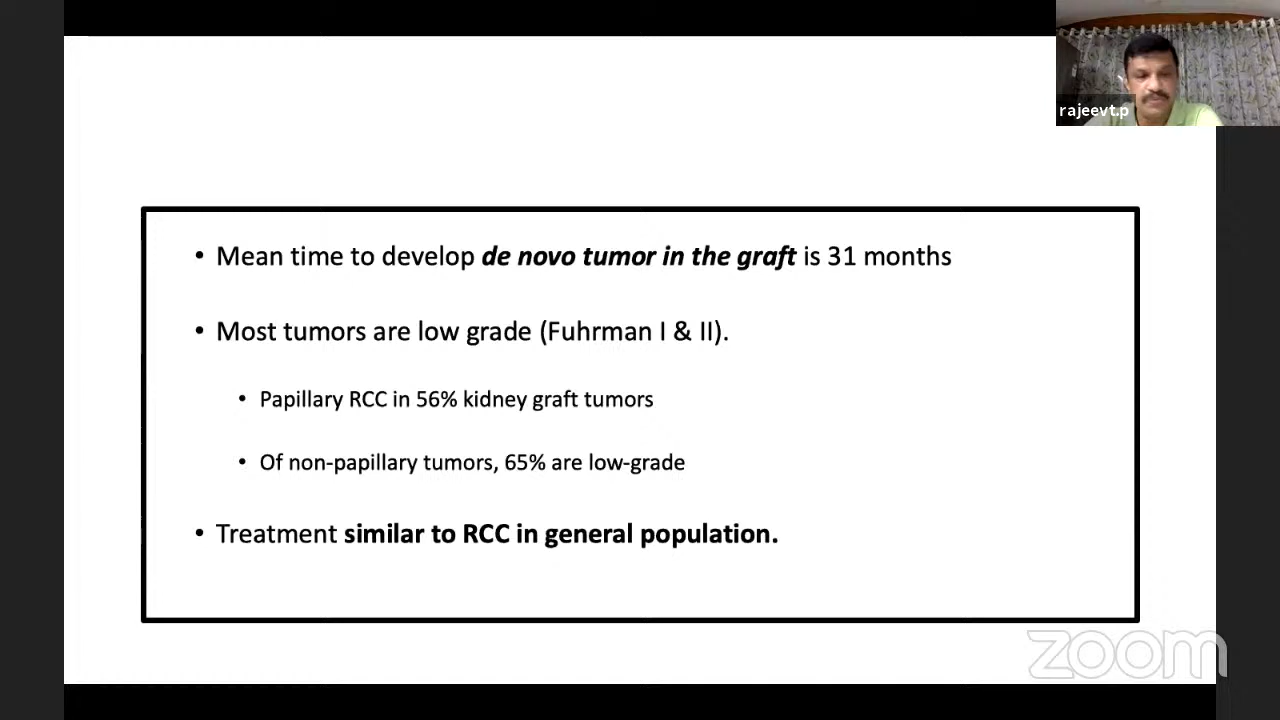 rajeevt.p
• Mean time to develop de novo tumor in the graft is 31 months
• Most tumors are low grade (Fuhrman I & II).
• Papillary RCC in 56% kidney graft tumors
• Of non-papillary tumors, 65% are low-grade
• Treatment similar to RCC in general population.
zoom